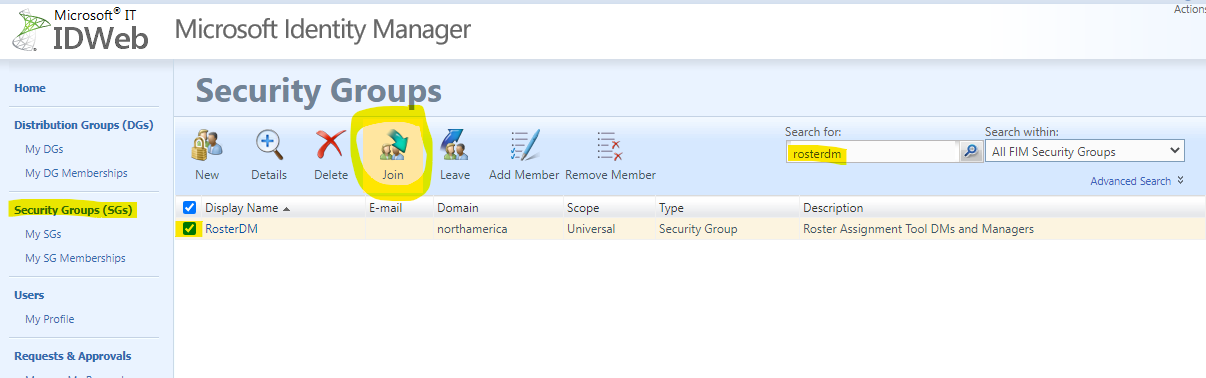 Microsoft® IT
IDWeb
Microsoft Identity Manager
Actions
Home
Distribution Groups (DGs)
My DGs
My DG Memberships
Security Groups (SGs)
My SGs
My SG Memberships
Users
My Profile
Requests & Approvals
Security Groups
New Details Delete Join Leave Add Member Remove Member
Search for: Search within:
rosterdm All FIM Security Groups
Advanced Search
Display Name E-mail Domain Scope Type Description
RosterDM northamerica Universal Security Group Roster Assignment Tool DMs and Managers